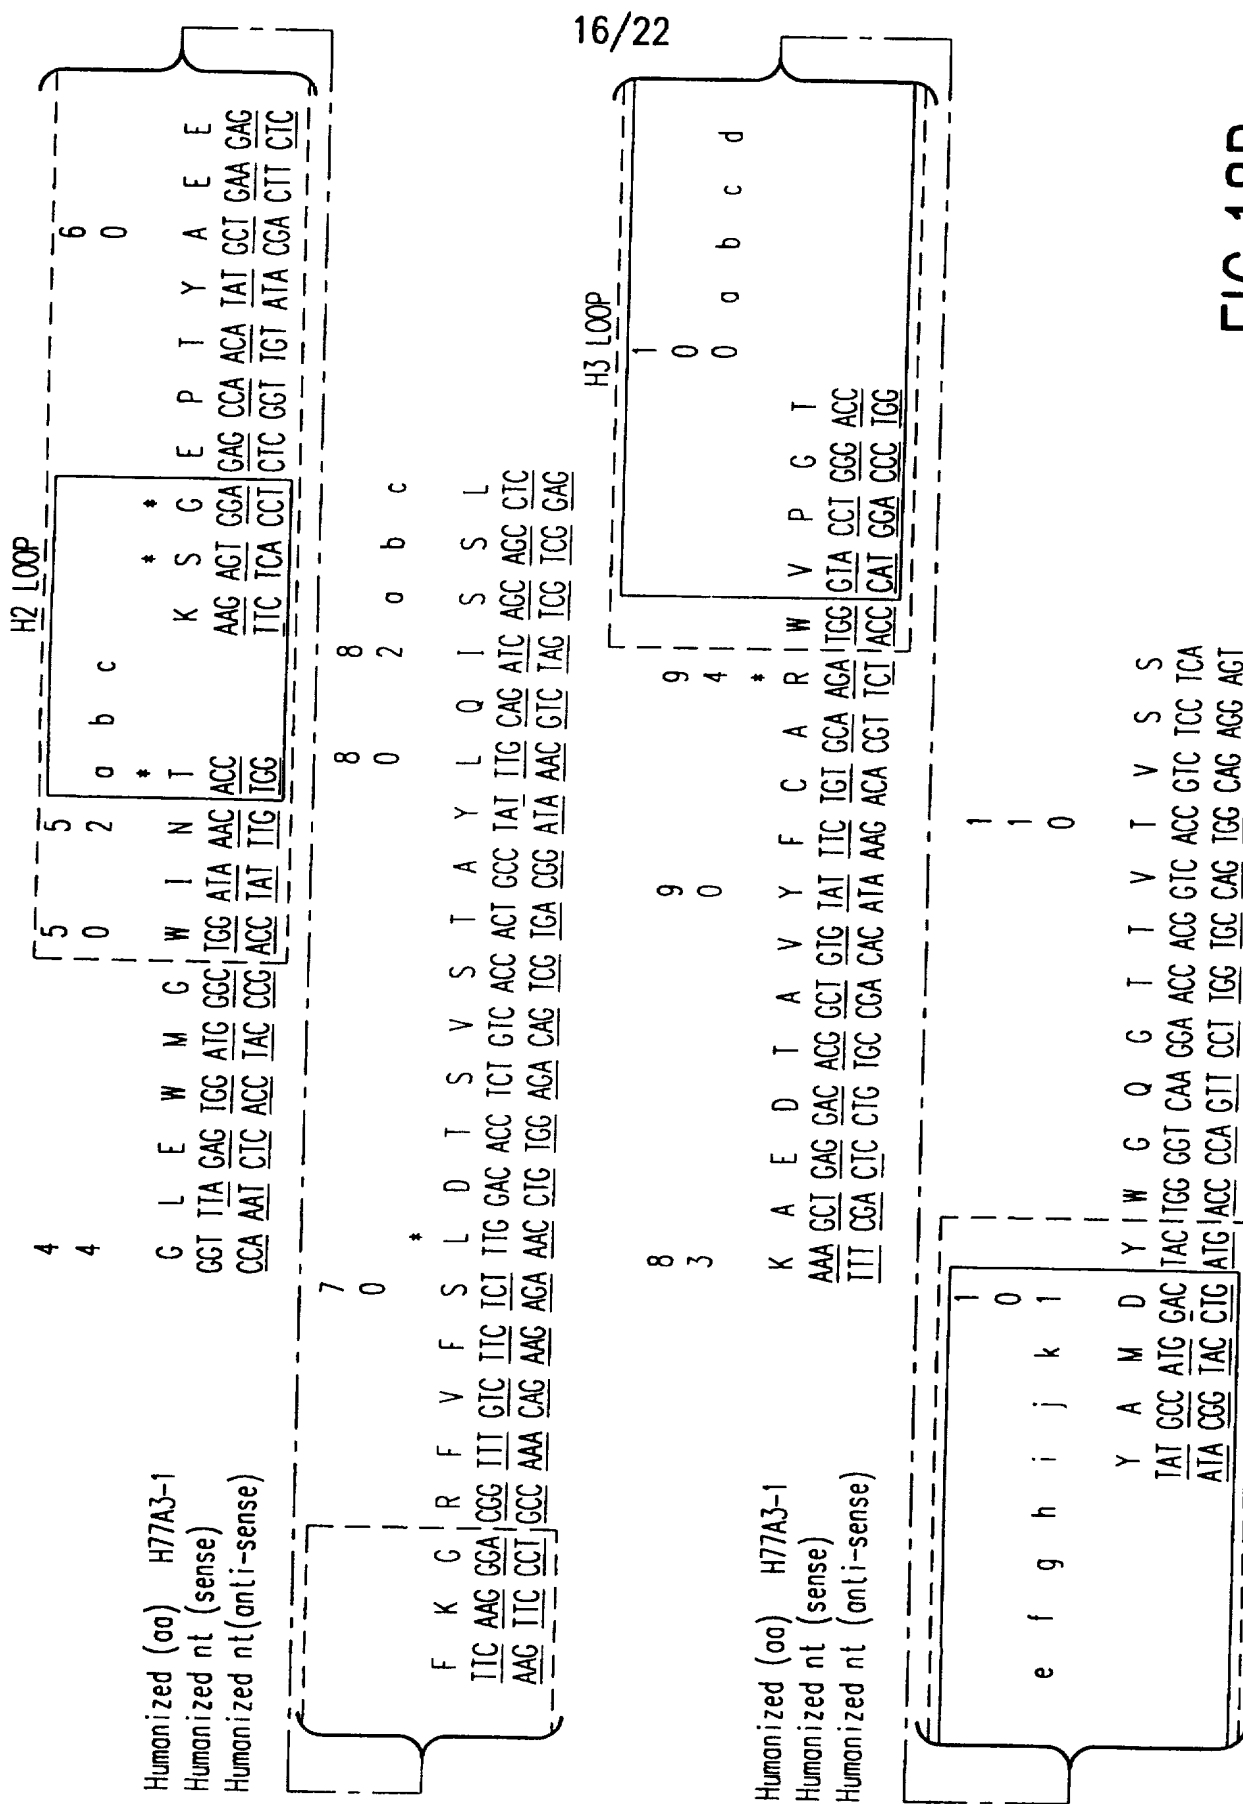 16/22
H2 LOOP
4 5 5 6
4 0 2 a b c 0
* * *
Humanized (aa) H77A3-1 G L E W M G W I N T K S G E P T Y A E E
Humanized nt (sense) GGT TTA GAG TGG ATG GGC TGG ATA AAC ACC AAG AGT GGA GAG CCA ACA TAT GCT GAA GAG
Humanized nt(anti-sense) CCA AAT CTC ACC TAC CCG ACC TAT TTG TGG TTC TCA CCT CTC GGT TGT ATA CGA CTT CTC
7 8 8
0 0 2 a b c
*
F K G R F V F S L D T S V S T A Y L Q I S S L
TTC AAG GGA CGG TTT GTC TTC TCT TTG GAC ACC TCT GTC ACC ACT GCC TAT TTG CAG ATC AGC AGC CTC
AAG TTC CCT GCC AAA CAG AAG AGA AAC CTG TGG AGA CAG TCG TGA CGG ATA AAC GTC TAG TCG TCG GAG
H3 LOOP
8 9 9 1
3 0 4 0
* 0 a b c d
Humanized (aa) H77A3-1 K A E D T A V Y F C A R W V P G T
Humanized nt (sense) AAA GCT GAG GAC ACG GCT GTG TAT TTC TGT GCA AGA TGG GTA CCT GGG ACC
Humanized nt (anti-sense) TTT CGA CTC CTG TGC CGA CAC ATA AAG ACA CGT TCT ACC CAT GGA CCC TGG
1 1
0 1
e f g h i j k 1 0
Y A M D Y W G Q G T T V T V S S
TAT GCC ATG GAC TAC TGG GGT CAA GGA ACC ACG GTC ACC GTC TCC TCA
ATA CGG TAC CTG ATG ACC CCA GTT CCT TGG TGC CAG TGG CAG AGG AGT